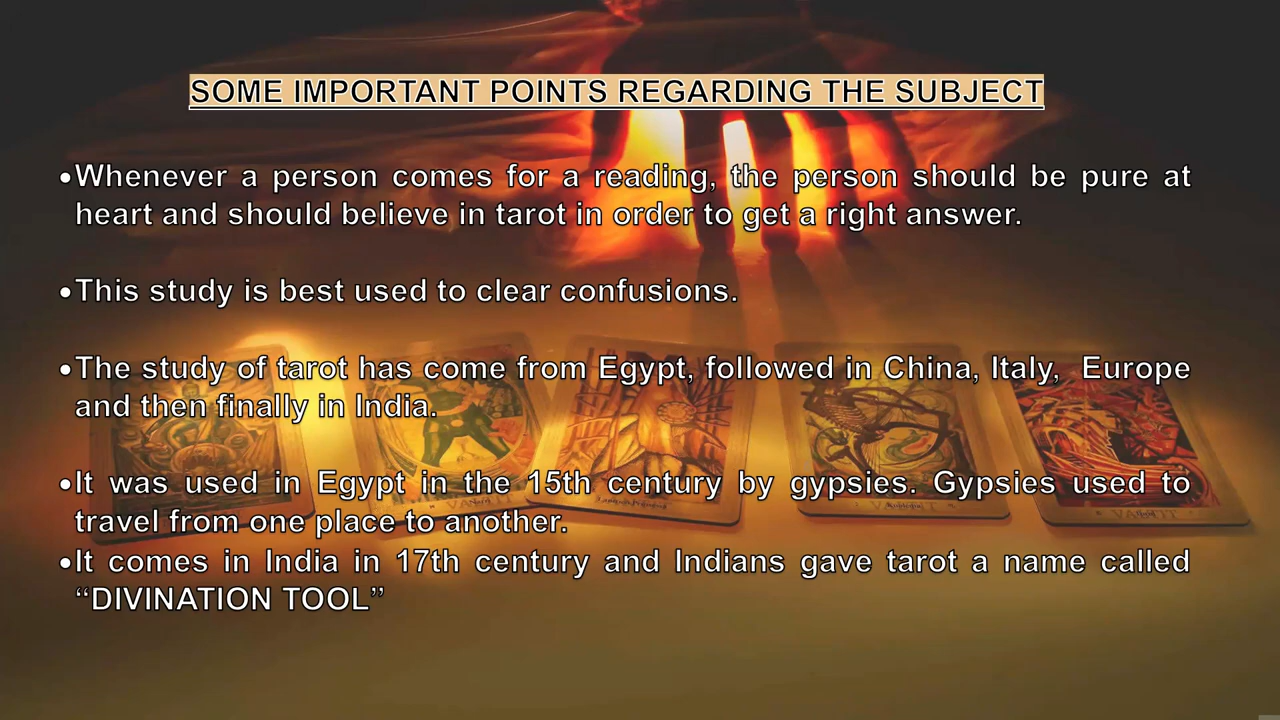 SOME IMPORTANT POINTS REGARDING THE SUBJECT
•Whenever a person comes for a reading, the person should be pure at
heart and should believe in tarot in order to get a right answer.
•This study is best used to clear confusions.
•The study of tarot has come from Egypt, followed in China, Italy,  Europe
and then finally in India.
•It was used in Egypt in the 15th century by gypsies. Gypsies used to
travel from one place to another.
•It comes in India in 17th century and Indians gave tarot a name called
“DIVINATION TOOL”